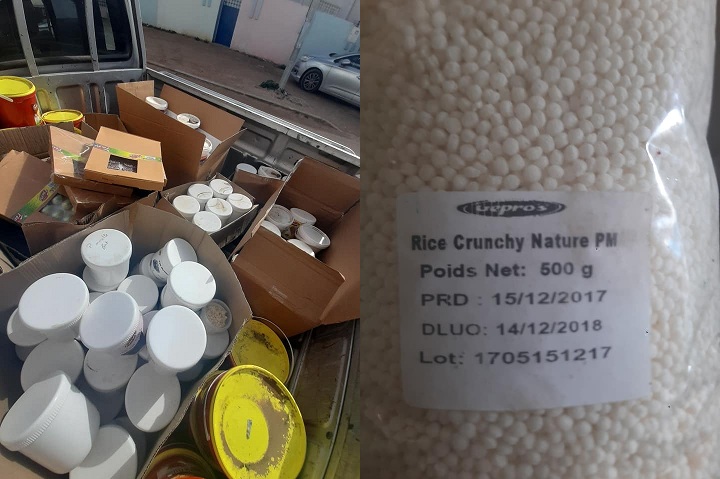 Rice Crunchy Nature PM
Poids Net: 500 g
PRD : 15/12/2017
DLUO: 14/12/2018
Lot: 1705151217